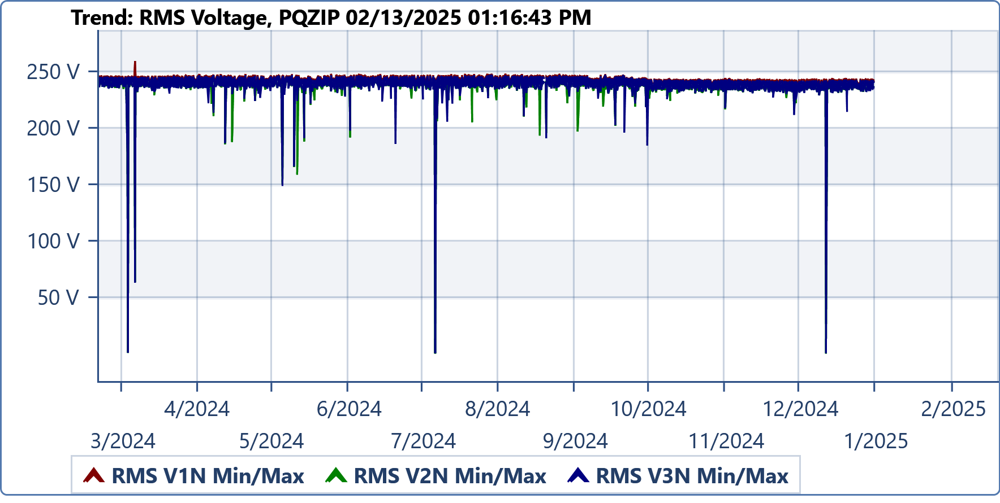 Trend: RMS Voltage, PQZIP 02/13/2025 01:16:43 PM
250 V
200 V
150 V
100 V
50 V
4/2024 6/2024 8/2024 10/2024 12/2024 2/2025
3/2024 5/2024 7/2024 9/2024 11/2024 1/2025
RMS V1N Min/Max RMS V2N Min/Max RMS V3N Min/Max